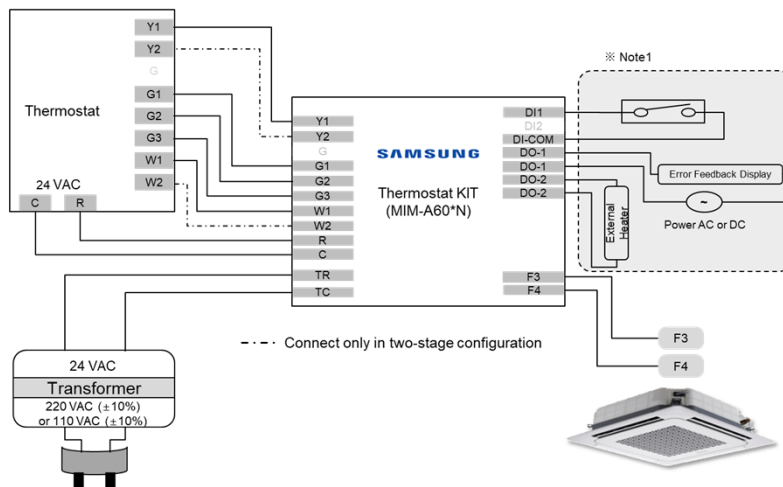 Y1
Y2
G
G1
G2
G3
W1
W2
Thermostat
24 VAC
C
R
Y1
Y2
G
G1
G2
G3
W1
W2
R
C
TR
TC
SAMSUNG
Thermostat KIT
(MIM-A60*N)
DI1
DI2
DI-COM
DO-1
DO-1
DO-2
DO-2
F3
F4
※ Note1
Error Feedback Display
~
Power AC or DC
External
Heater
F3
F4
Connect only in two-stage configuration
24 VAC
Transformer
220 VAC (±10%)
or 110 VAC (±10%)